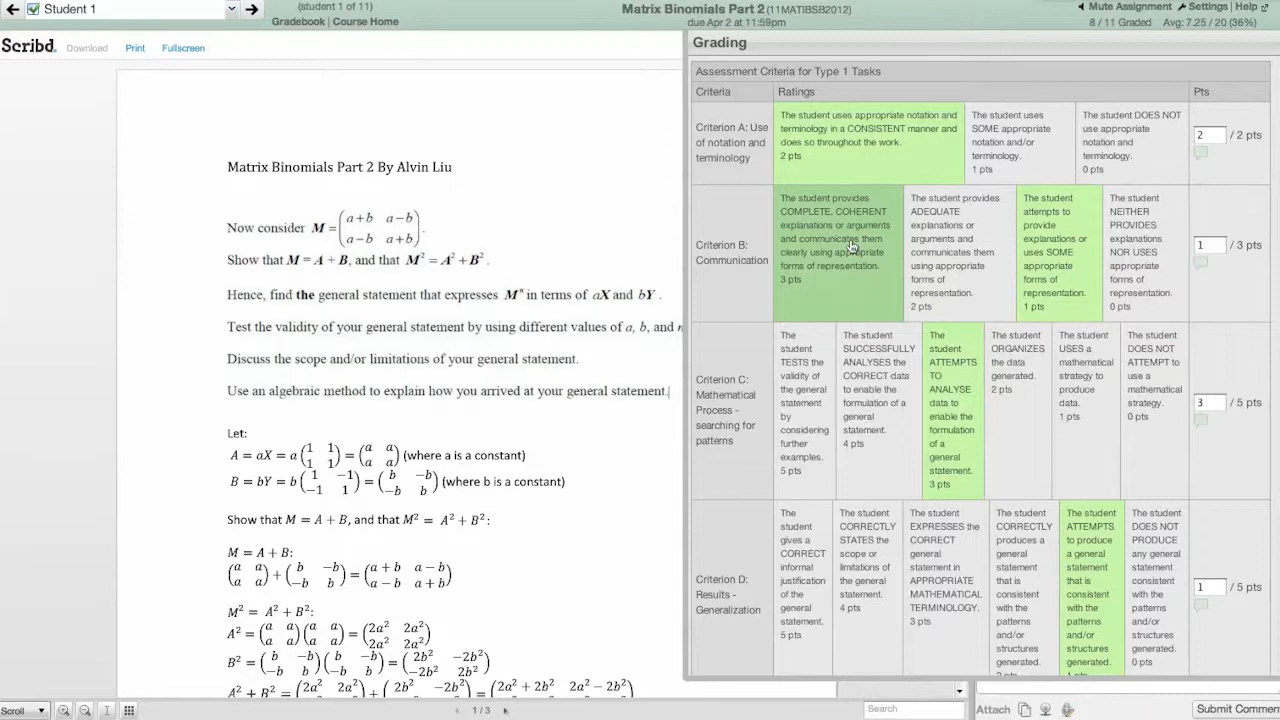 Student 1
(student 1 of 11)
Gradebook | Course Home
Matrix Binomials Part 2 (11MATIBSB2012)
due Apr 2 at 11:59pm
Mute Assignment Settings | Help
8 / 11 Graded Avg: 7.25 / 20 (36%)
Scribd. Download Print Fullscreen
Matrix Binomials Part 2 By Alvin Liu
Now consider M = (a+b a−b
a−b a+b).
Show that M = A + B, and that M² = A² + B².
Hence, find the general statement that expresses Mⁿ in terms of aX and bY.
Test the validity of your general statement by using different values of a, b, and n
Discuss the scope and/or limitations of your general statement.
Use an algebraic method to explain how you arrived at your general statement.
Let:
A = aX = a (1 1
1 1) = (a a
a a) (where a is a constant)
B = bY = b (1 −1
−1 1) = (b −b
−b b) (where b is a constant)
Show that M = A + B, and that M² = A² + B²:
M = A + B:
(a a
a a) + (b −b
−b b) = (a + b a − b
a − b a + b)
M² = A² + B²:
A² = (a a
a a)(a a
a a) = (2a² 2a²
2a² 2a²)
B² = (b −b
−b b)(b −b
−b b) = (2b² −2b²
−2b² 2b²)
A² + B² = (2a² 2a²) + (2b² −2b²) = (2a² + 2b² 2a² − 2b²)
Scroll
1 / 3
Search
Grading
Assessment Criteria for Type 1 Tasks
Criteria Ratings Pts
Criterion A: Use
of notation and
terminology
The student uses appropriate notation and
terminology in a CONSISTENT manner and
does so throughout the work.
2 pts
The student uses
SOME appropriate
notation and/or
terminology.
1 pts
The student DOES NOT
use appropriate
notation and
terminology.
0 pts
2 / 2 pts
Criterion B:
Communication
The student provides
COMPLETE, COHERENT
explanations or arguments
and communicates them
clearly using appropriate
forms of representation.
3 pts
The student provides
ADEQUATE
explanations or
arguments and
communicates them
using appropriate
forms of
representation.
2 pts
The student
attempts to
provide
explanations or
uses SOME
appropriate
forms of
representation.
1 pts
The student
NEITHER
PROVIDES
explanations
NOR USES
appropriate
forms of
representation.
0 pts
1 / 3 pts
Criterion C:
Mathematical
Process -
searching for
patterns
The
student
TESTS the
validity of
the general
statement
by
considering
further
examples.
5 pts
The student
SUCCESSFULLY
ANALYSES the
CORRECT data
to enable the
formulation of a
general
statement.
4 pts
The
student
ATTEMPTS
TO
ANALYSE
data to
enable the
formulation
of a
general
statement.
3 pts
The student
ORGANIZES
the data
generated.
2 pts
The student
USES a
mathematical
strategy to
produce
data.
1 pts
The student
DOES NOT
ATTEMPT to
use a
mathematical
strategy.
0 pts
3 / 5 pts
Criterion D:
Results -
Generalization
The
student
gives a
CORRECT
informal
justification
of the
general
statement.
5 pts
The student
CORRECTLY
STATES the
scope or
limitations of
the general
statement.
4 pts
The student
EXPRESSES the
CORRECT
general
statement in
APPROPRIATE
MATHEMATICAL
TERMINOLOGY.
3 pts
The student
CORRECTLY
produces a
general
statement
that is
consistent
with the
patterns
and/or
structures
generated.
The
student
ATTEMPTS
to produce
a general
statement
that is
consistent
with the
patterns
and/or
structures
generated.
The student
DOES NOT
PRODUCE
any general
statement
consistent
with the
patterns
and/or
structures
generated.
0 pts
1 / 5 pts
Attach
Submit Comment